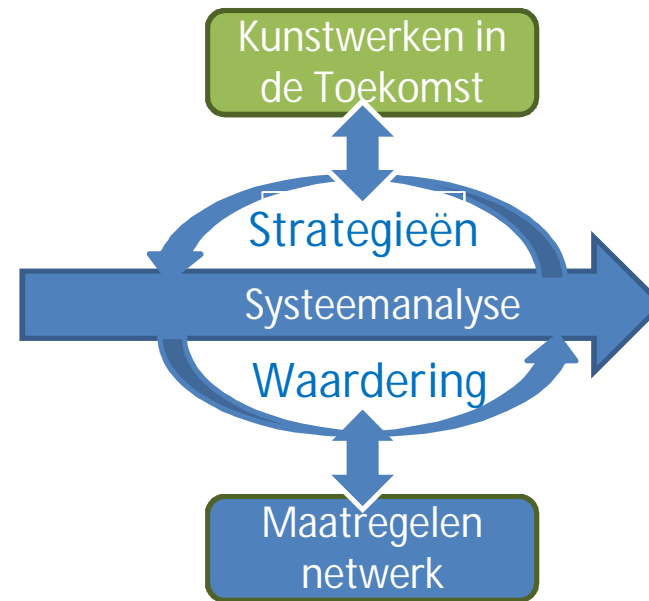 Kunstwerken in
de Toekomst
Strategieën
Systeemanalyse
Waardering
Maatregelen
netwerk